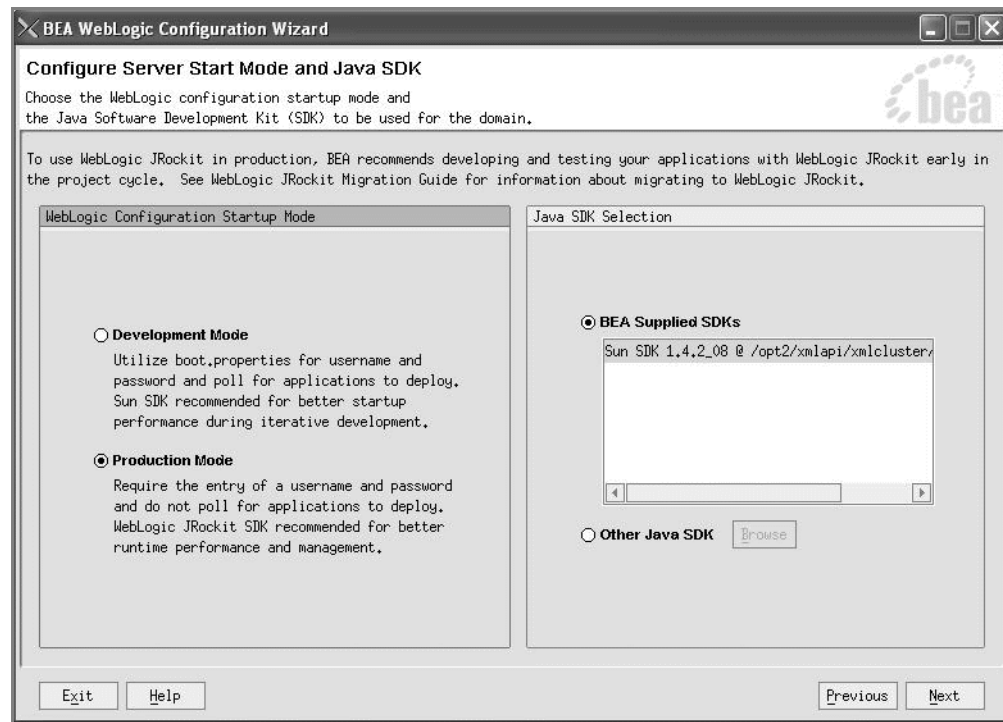 BEA WebLogic Configuration Wizard
Configure Server Start Mode and Java SDK
Choose the WebLogic configuration startup mode and
the Java Software Development Kit (SDK) to be used for the domain.
bea
To use WebLogic JRockit in production, BEA recommends developing and testing your applications with WebLogic JRockit early in
the project cycle. See WebLogic JRockit Migration Guide for information about migrating to WebLogic JRockit.
WebLogic Configuration Startup Mode
Development Mode
Utilize boot.properties for username and
password and poll for applications to deploy.
Sun SDK recommended for better startup
performance during iterative development.
Production Mode
Require the entry of a username and password
and do not poll for applications to deploy.
WebLogic JRockit SDK recommended for better
runtime performance and management.
Java SDK Selection
BEA Supplied SDKs
Sun SDK 1.4.2_08 @ /opt2/xmlapi/xmlcluster/
Other Java SDK
Browse
Exit
Help
Previous
Next